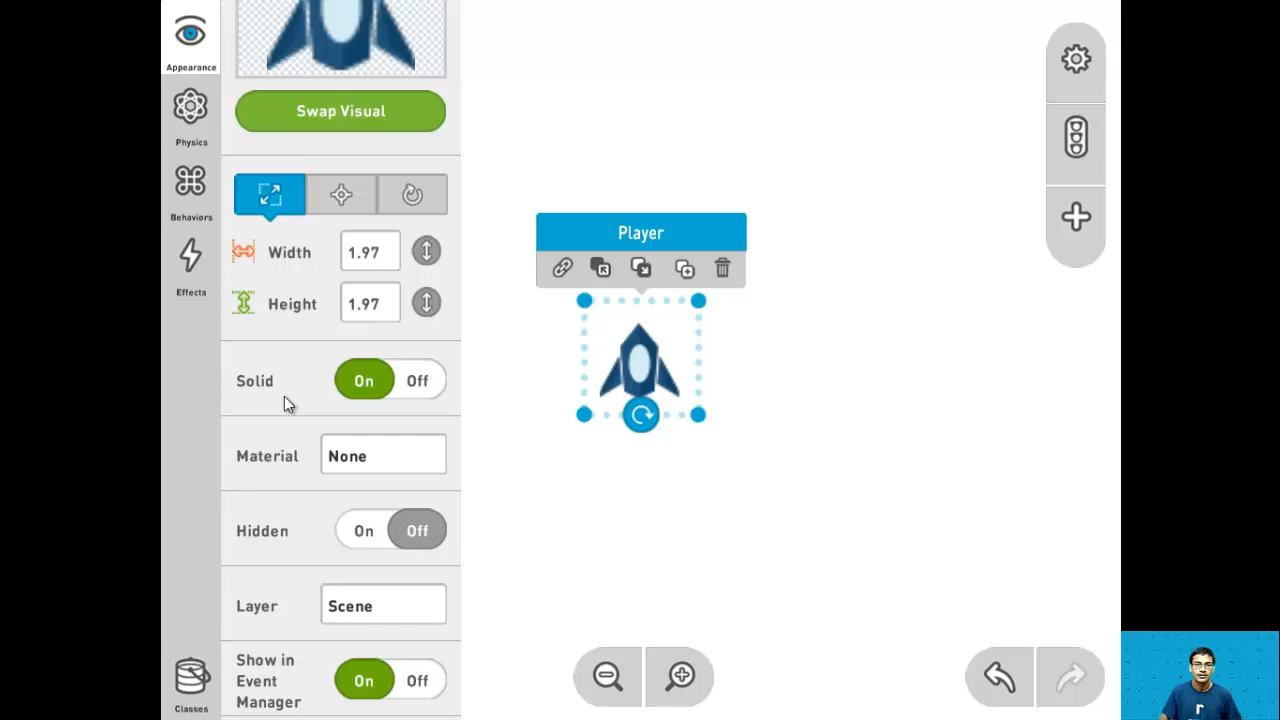 Appearance
Swap Visual
Physics
Behaviors
Width 1.97
Player
Effects
Height 1.97
Solid On Off
Material None
Hidden On Off
Layer Scene
Show in
Event
Manager
On Off
Classes
r